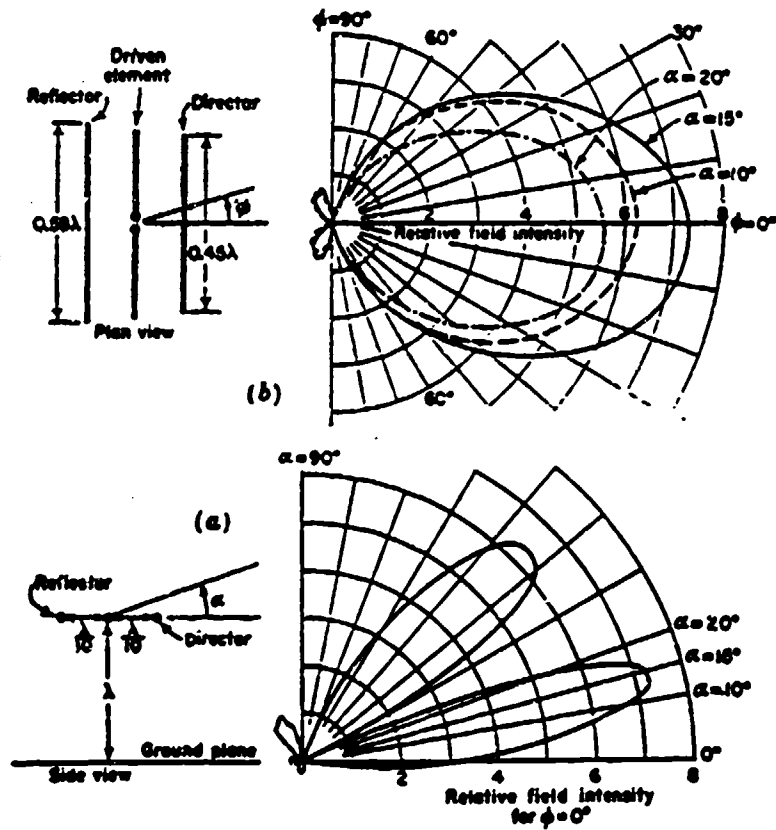 φ=90°
60°
30°
α=20°
α=15°
α=10°
Driven
element
Reflector
Director
φ
0.58λ
0.45λ
Plan view
2
4
6
8
φ=0°
Relative field intensity
60°
(b)
α=90°
(a)
Reflector
α
λ
10
λ
10
Director
λ
Ground plane
Side view
α=20°
α=15°
α=10°
0°
2
4
6
8
Relative field intensity
for φ=0°